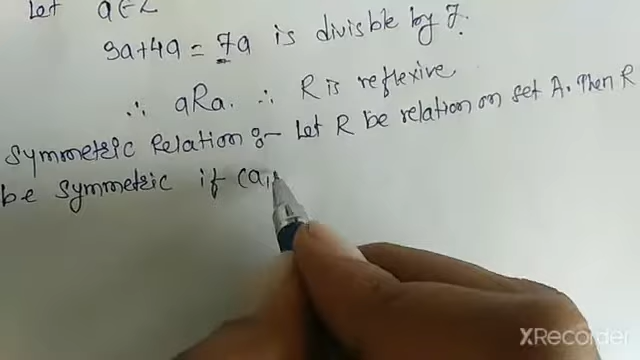 Let a∈Z
3a+4a = 7a is divisble by 7.
∴ aRa. ∴ R is reflexive
Symmetric Relation :- Let R be relation on set A. Then R
be symmetric if (a,
XRecorder